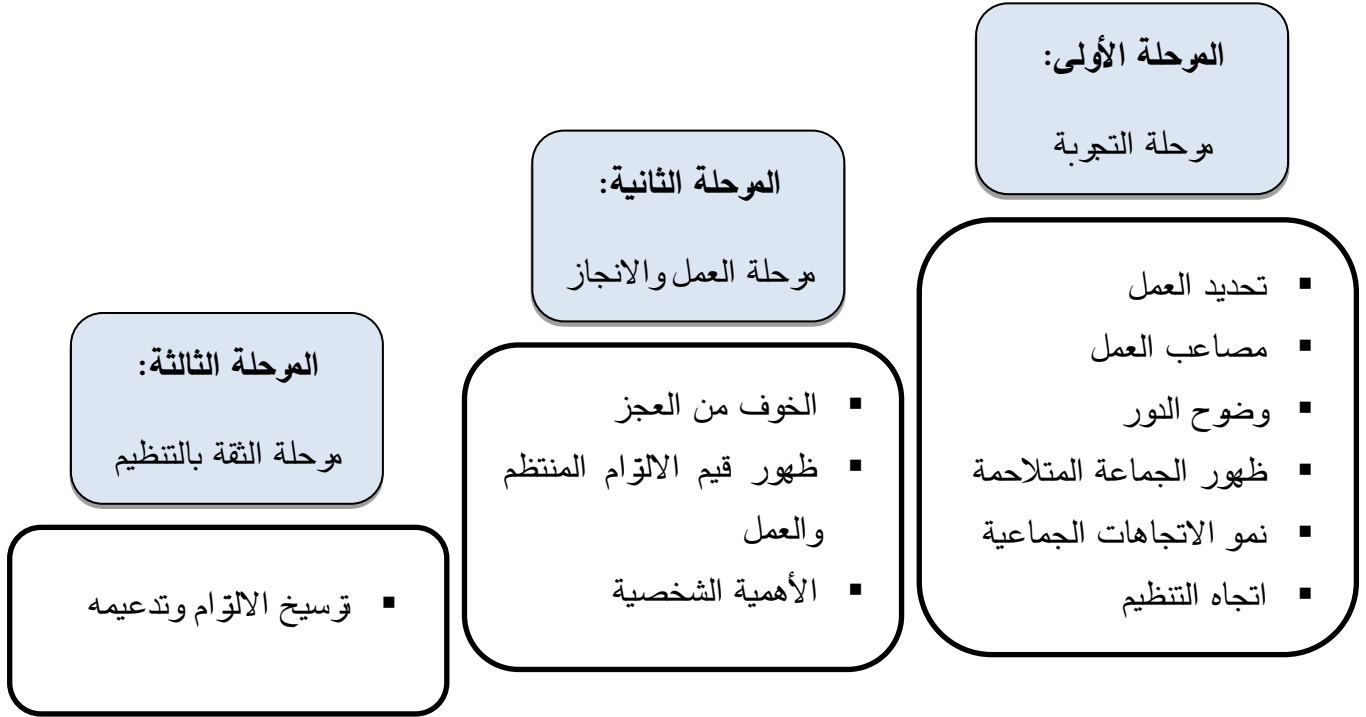 المرحلة الأولى:
مرحلة التجربة
▪ تحديد العمل
▪ مصاعب العمل
▪ وضوح الدور
▪ ظهور الجماعة المتلاحمة
▪ نمو الاتجاهات الجماعية
▪ اتجاه التنظيم
المرحلة الثانية:
مرحلة العمل والانجاز
▪ الخوف من العجز
▪ ظهور قيم الالتزام المنتظم
والعمل
▪ الأهمية الشخصية
المرحلة الثالثة:
مرحلة الثقة بالتنظيم
▪ ترسيخ الالتزام وتدعيمه